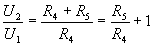 U₂/U₁ = (R₄ + R₅)/R₄ = R₅/R₄ + 1